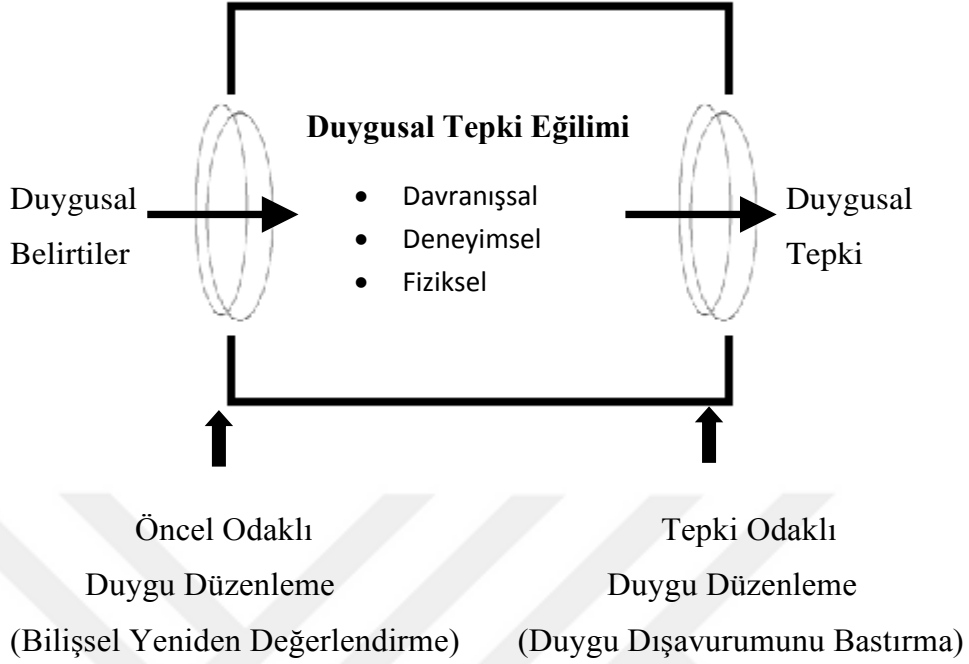 Duygusal Tepki Eğilimi
Duygusal
Belirtiler
• Davranışsal
• Deneyimsel
• Fiziksel
Duygusal
Tepki
Öncel Odaklı
Duygu Düzenleme
(Bilişsel Yeniden Değerlendirme)
Tepki Odaklı
Duygu Düzenleme
(Duygu Dışavurumunu Bastırma)